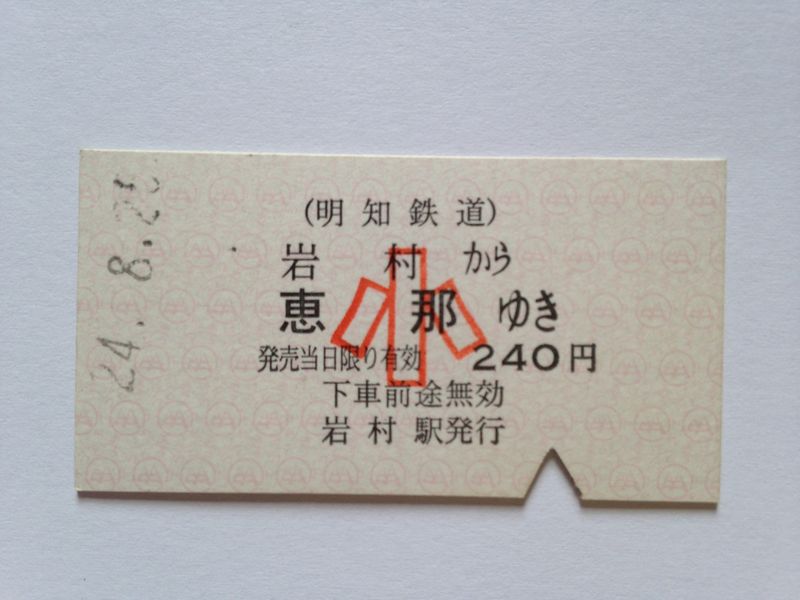 (明知鉄道)
岩村から
恵那ゆき
小
発売当日限り有効 240円
下車前途無効
岩村駅発行
24. 8.